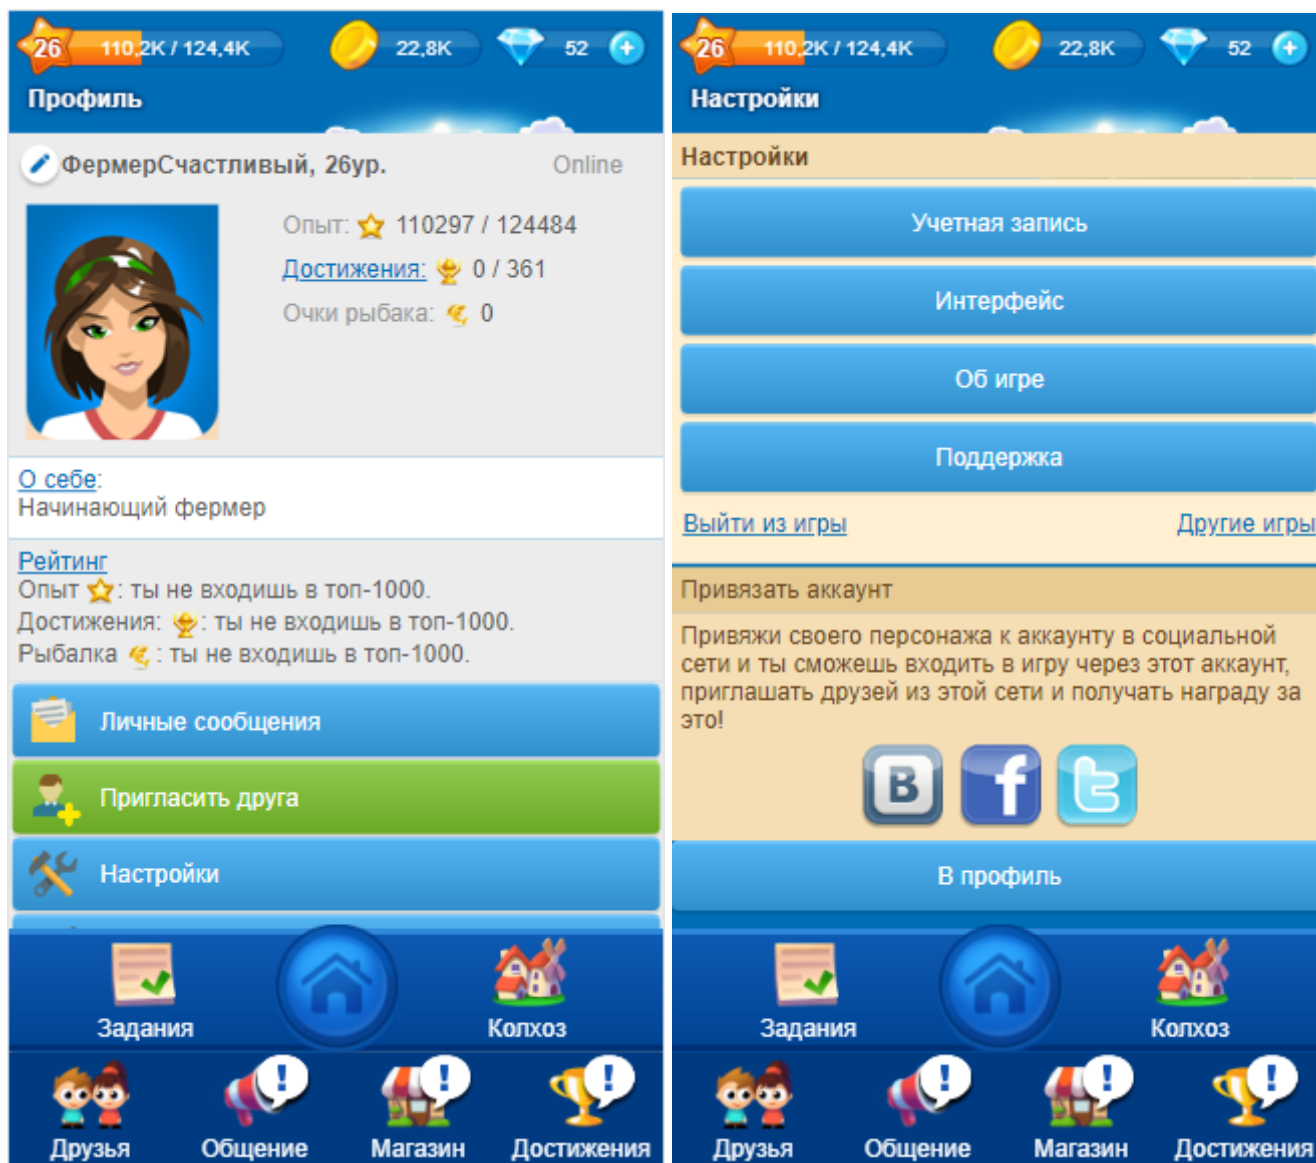 26
110,2K / 124,4K
22,8K
52
Профиль
ФермерСчастливый, 26ур.
Online
Опыт: 110297 / 124484
Достижения: 0 / 361
Очки рыбака: 0
О себе:
Начинающий фермер
Рейтинг
Опыт : ты не входишь в топ-1000.
Достижения: : ты не входишь в топ-1000.
Рыбалка : ты не входишь в топ-1000.
Личные сообщения
Пригласить друга
Настройки
Задания
Колхоз
Друзья
Общение
Магазин
Достижения
26
110,2K / 124,4K
22,8K
52
Настройки
Настройки
Учетная запись
Интерфейс
Об игре
Поддержка
Выйти из игры
Другие игры
Привязать аккаунт
Привяжи своего персонажа к аккаунту в социальной
сети и ты сможешь входить в игру через этот аккаунт,
приглашать друзей из этой сети и получать награду за
это!
В
f
t
В профиль
Задания
Колхоз
Друзья
Общение
Магазин
Достижения